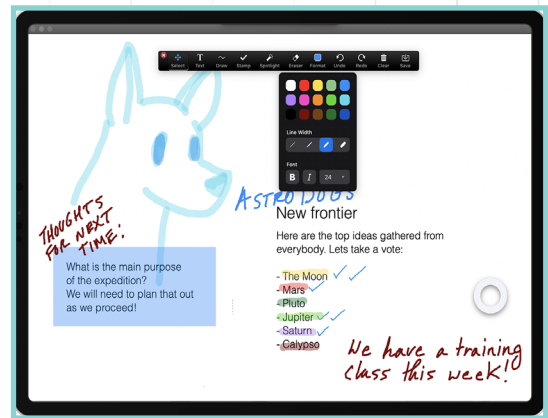 Select Text Draw Stamp Spotlight Eraser Format Undo Redo Clear Save
Line Width
Font
B I 24
ASTRODOGS
New frontier
Here are the top ideas gathered from
everybody. Lets take a vote:
- The Moon
- Mars
- Pluto
- Jupiter
- Saturn
- Calypso
THOUGHTS
FOR NEXT
TIME:
What is the main purpose
of the expedition?
We will need to plan that out
as we proceed!
We have a training
class this week!